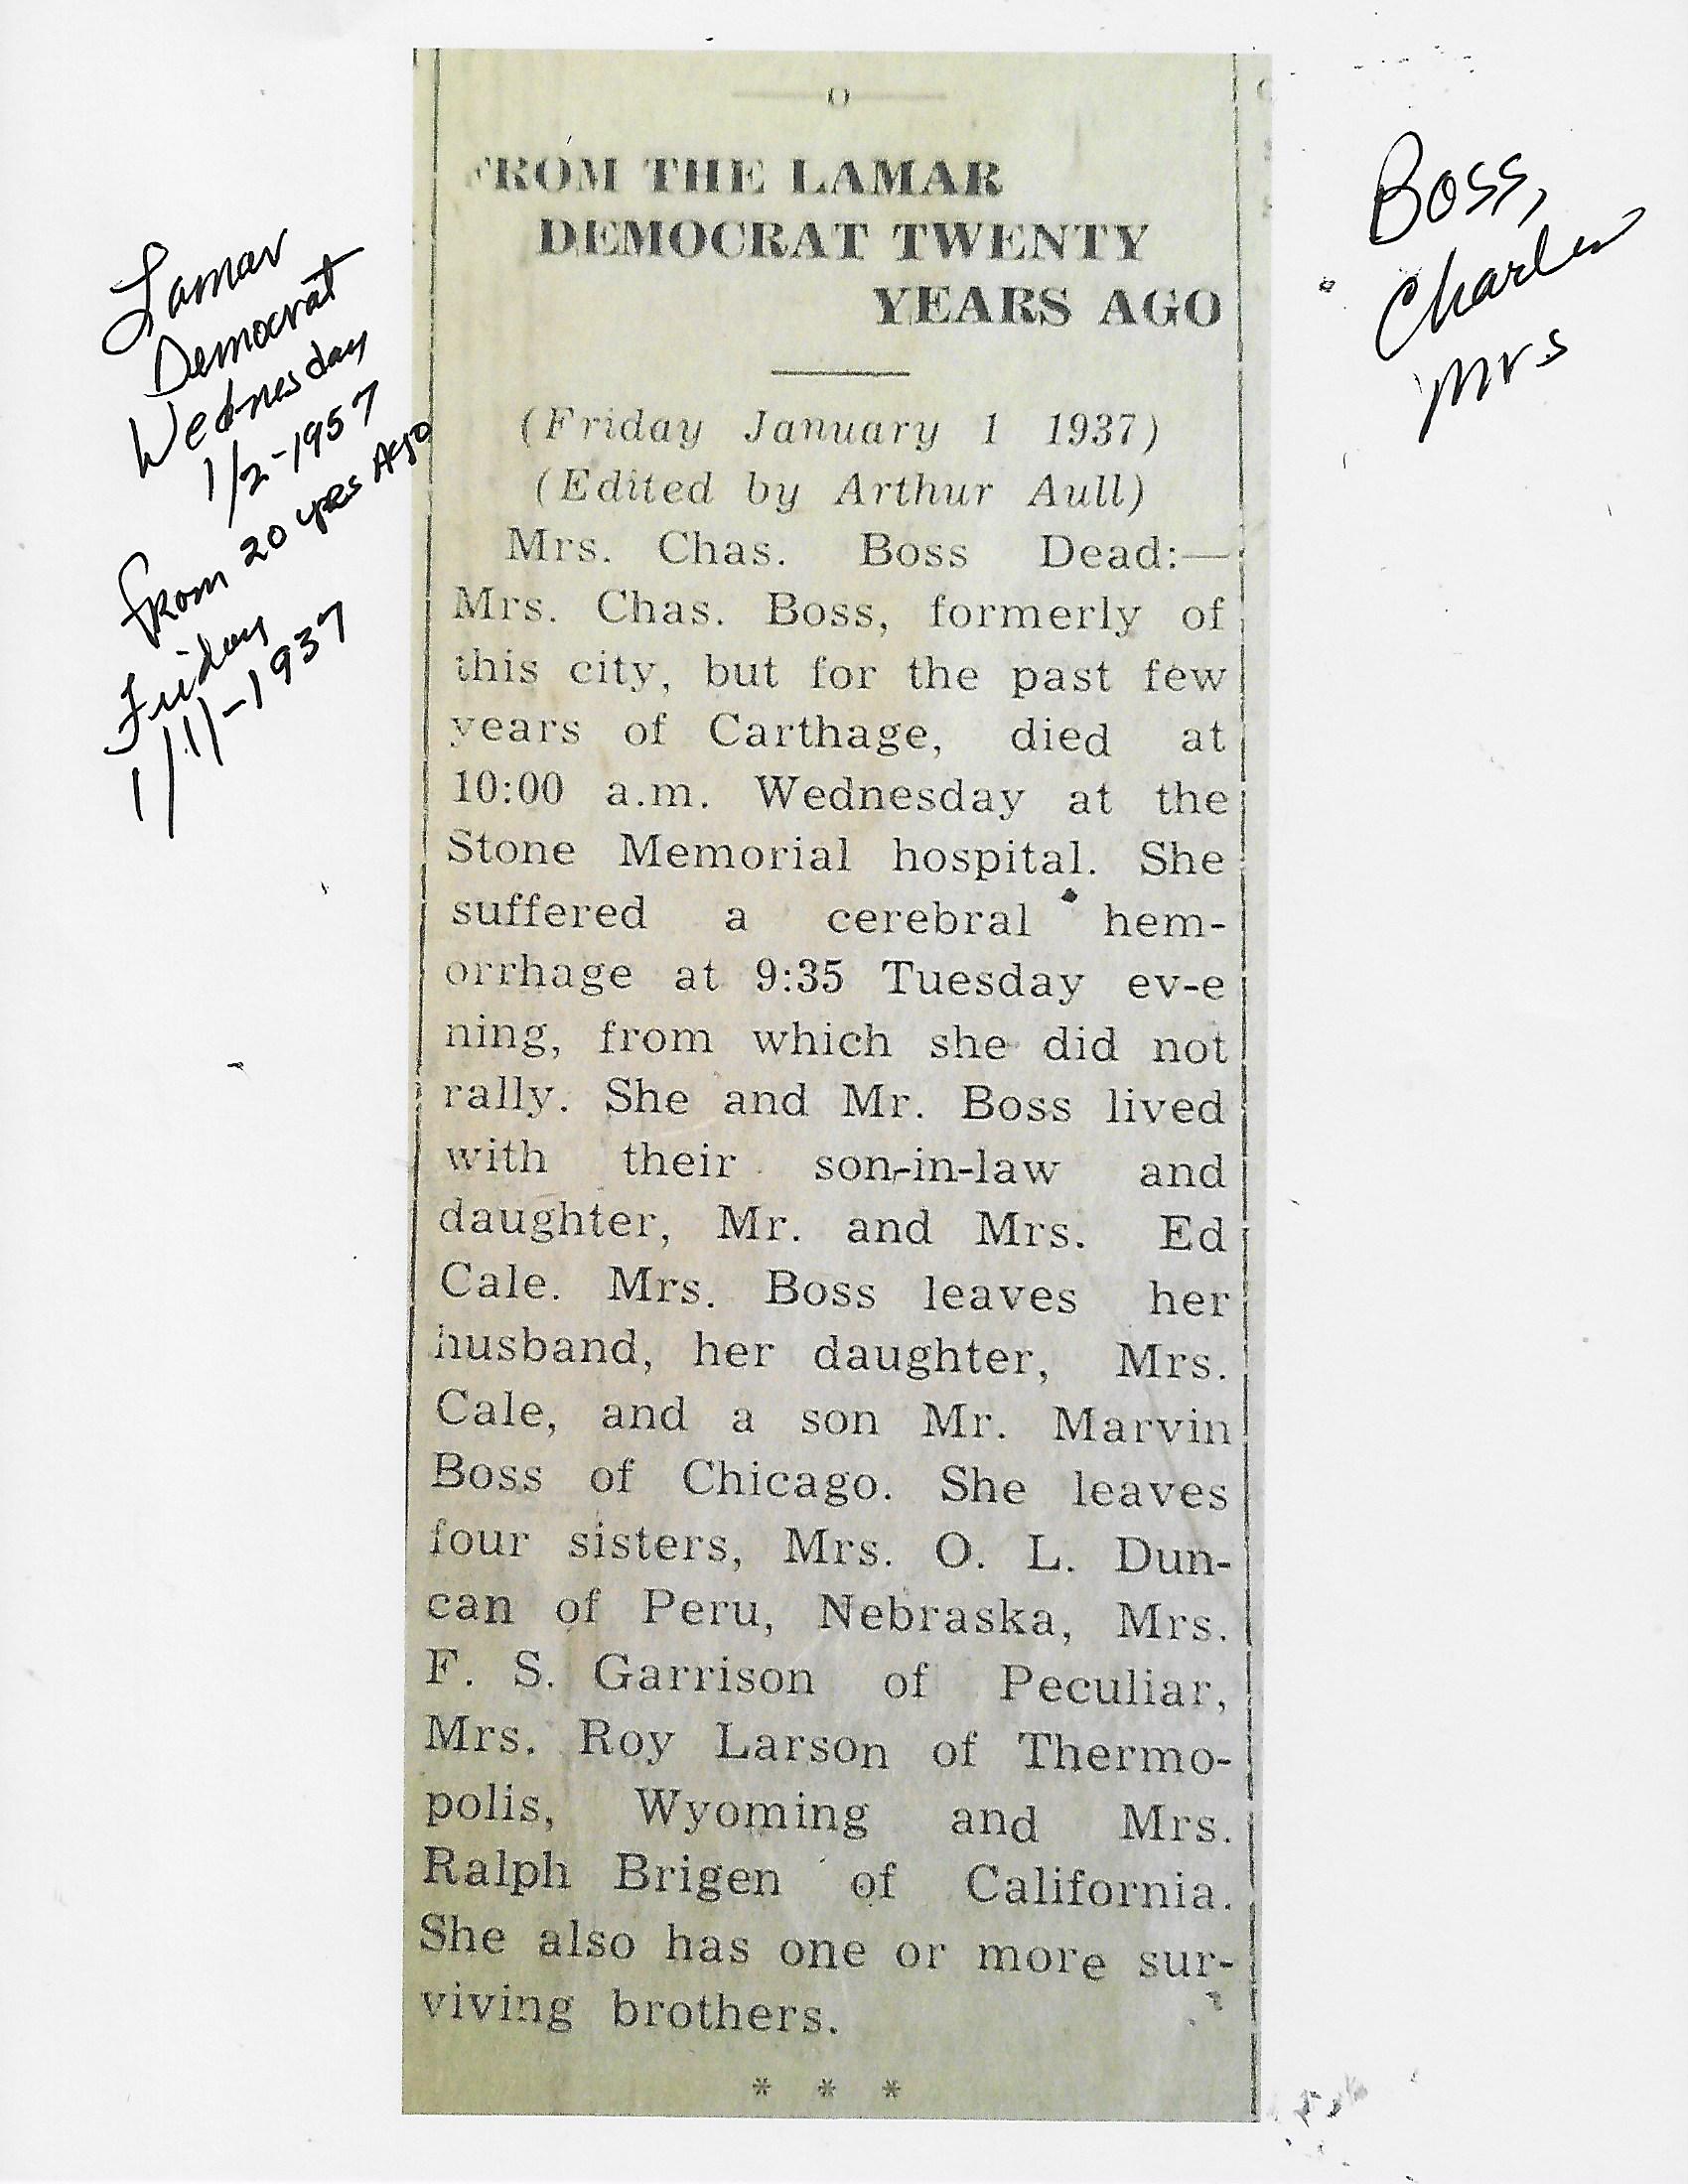 Lamar
Democrat
Wednesday
1/2-1957
from 20 yrs Ago
Friday
1/1/-1937
Boss,
Charles
Mrs
O
FROM THE LAMAR
DEMOCRAT TWENTY
YEARS AGO
(Friday January 1 1937)
(Edited by Arthur Aull)
Mrs. Chas. Boss Dead:—
Mrs. Chas. Boss, formerly of
this city, but for the past few
years of Carthage, died at
10:00 a.m. Wednesday at the
Stone Memorial hospital. She
suffered a cerebral hem-
orrhage at 9:35 Tuesday ev-e
ning, from which she did not
rally. She and Mr. Boss lived
with their son-in-law and
daughter, Mr. and Mrs. Ed
Cale. Mrs. Boss leaves her
husband, her daughter, Mrs.
Cale, and a son Mr. Marvin
Boss of Chicago. She leaves
four sisters, Mrs. O. L. Dun-
can of Peru, Nebraska, Mrs.
F. S. Garrison of Peculiar,
Mrs. Roy Larson of Thermo-
polis, Wyoming and Mrs.
Ralph Brigen of California.
She also has one or more sur-
viving brothers.
* * *